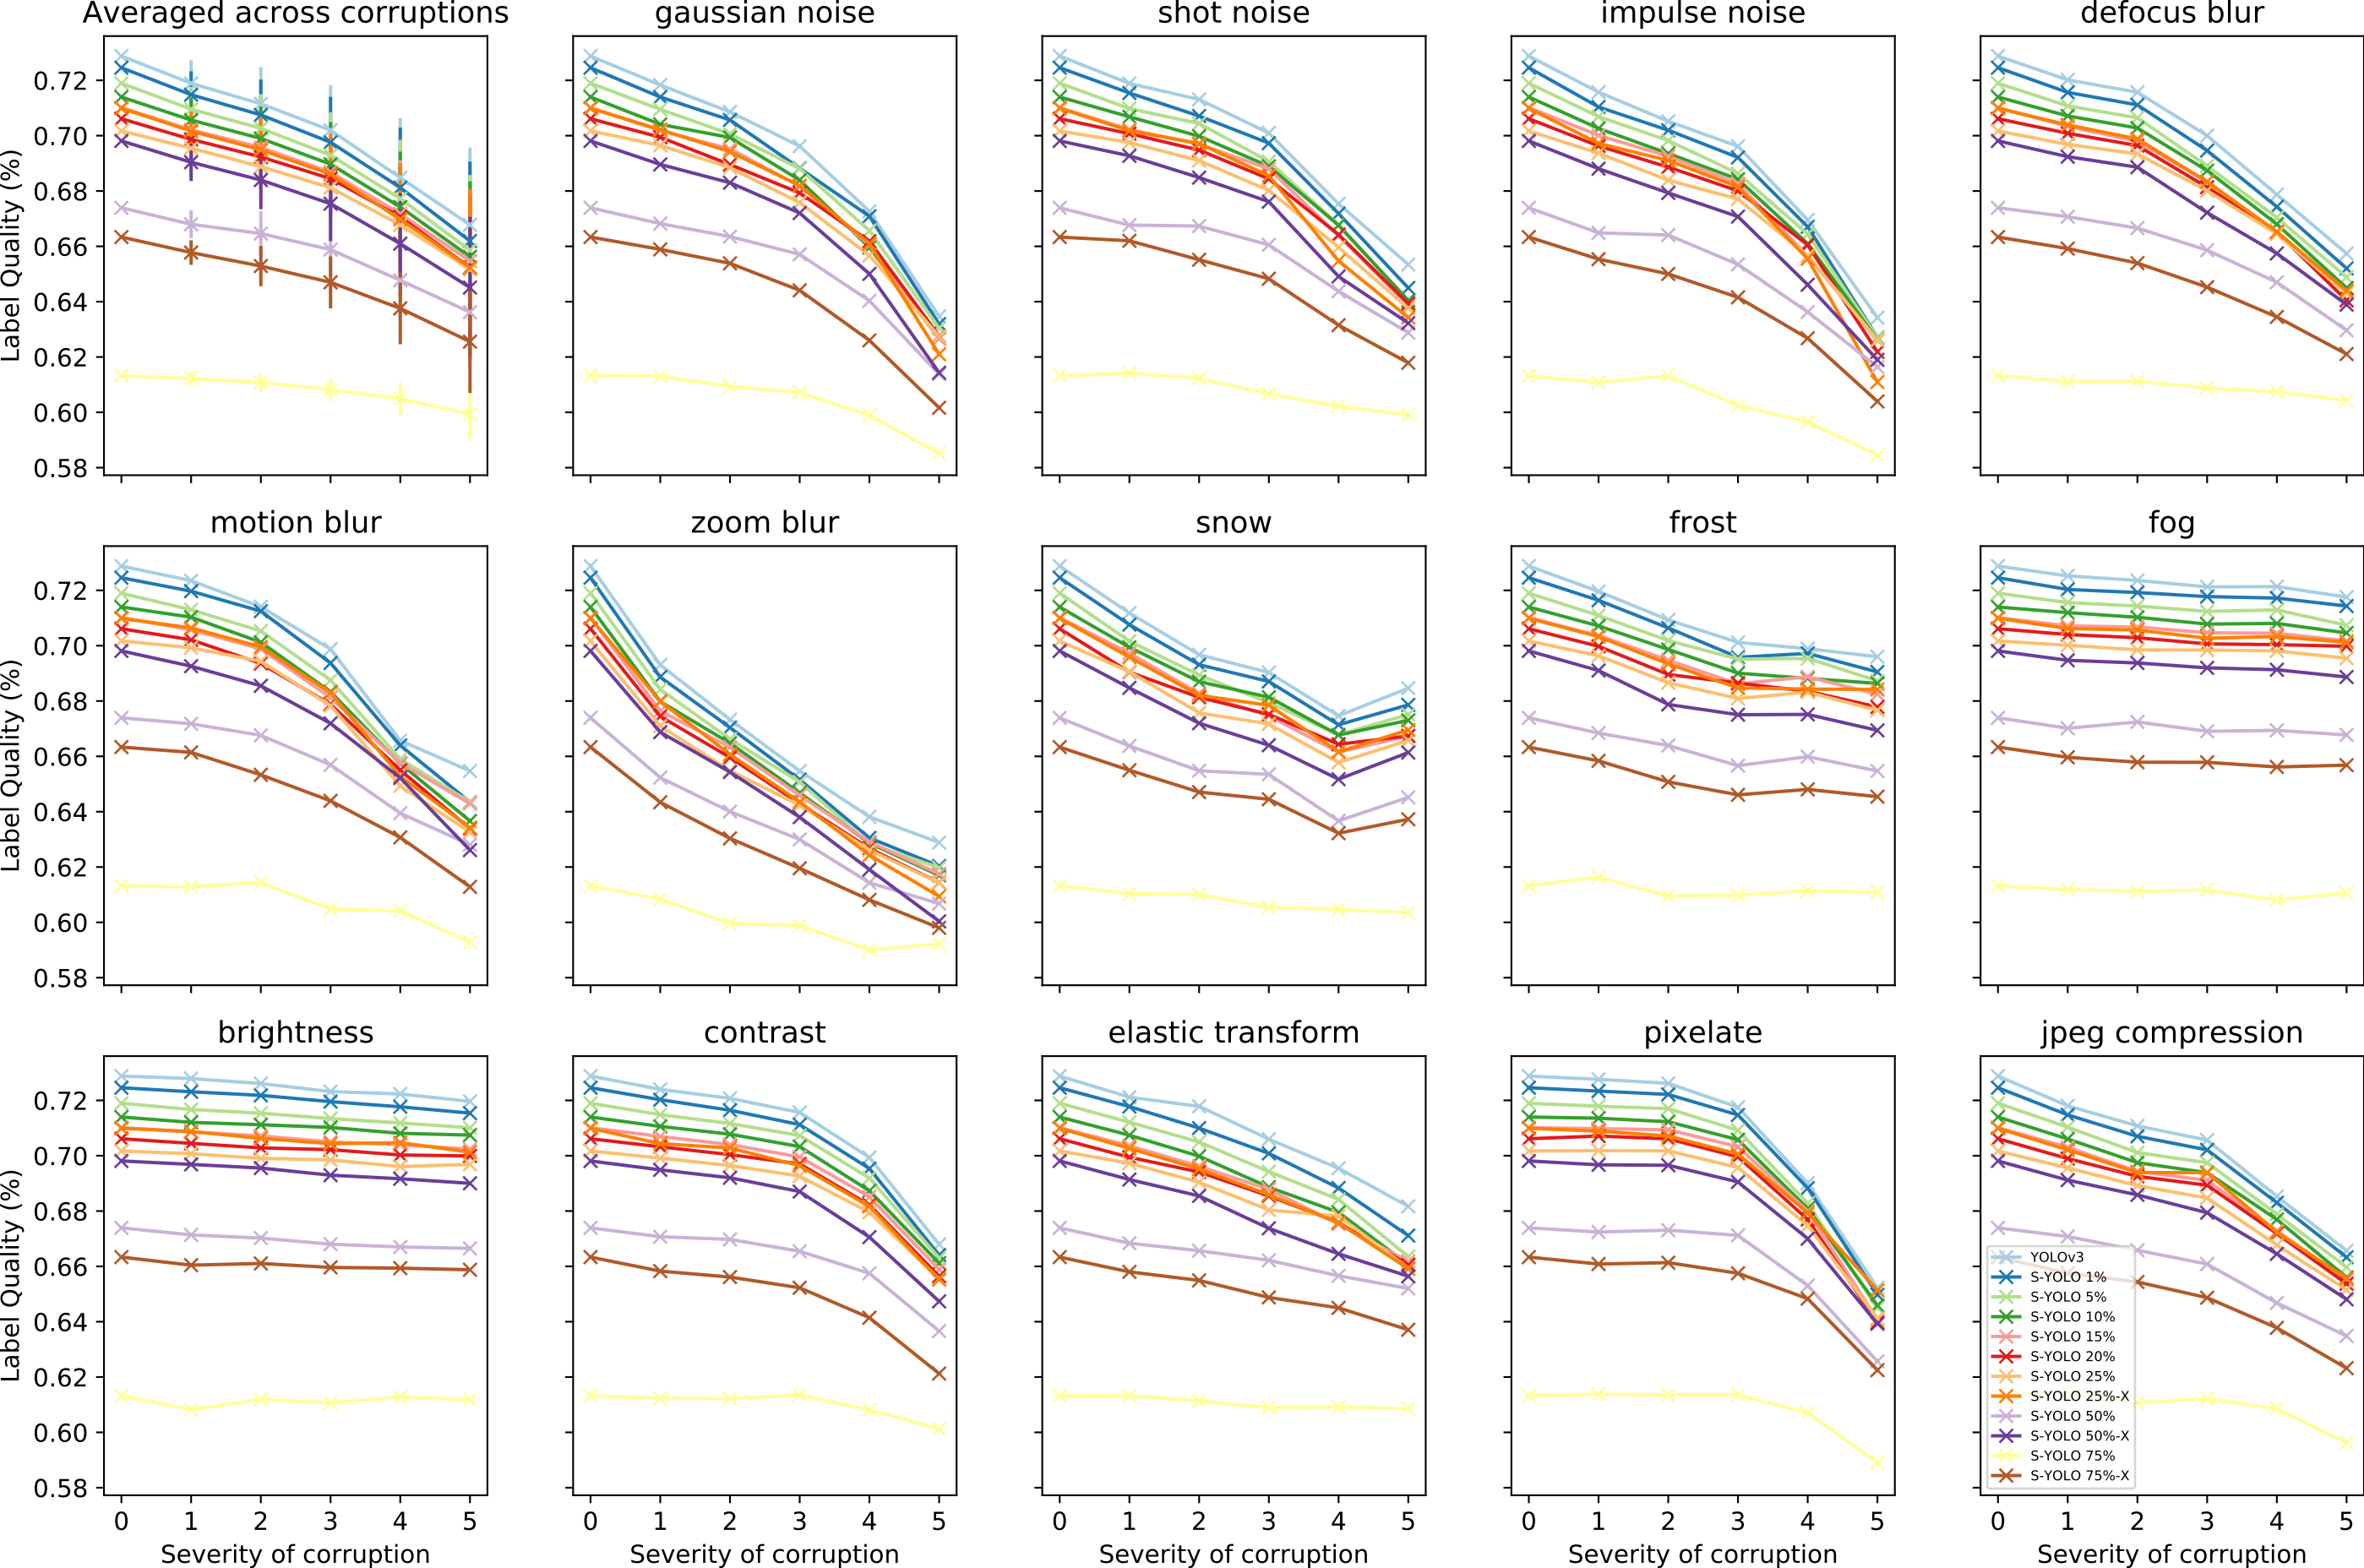 Averaged across corruptions
gaussian noise
shot noise
impulse noise
defocus blur
Label Quality (%)
0.72
0.70
0.68
0.66
0.64
0.62
0.60
0.58
motion blur
zoom blur
snow
frost
fog
Label Quality (%)
0.72
0.70
0.68
0.66
0.64
0.62
0.60
0.58
brightness
contrast
elastic transform
pixelate
jpeg compression
Label Quality (%)
0.72
0.70
0.68
0.66
0.64
0.62
0.60
0.58
YOLOv3
S-YOLO 1%
S-YOLO 5%
S-YOLO 10%
S-YOLO 15%
S-YOLO 20%
S-YOLO 25%
S-YOLO 25%-X
S-YOLO 50%
S-YOLO 50%-X
S-YOLO 75%
S-YOLO 75%-X
0 1 2 3 4 5
0 1 2 3 4 5
0 1 2 3 4 5
0 1 2 3 4 5
0 1 2 3 4 5
Severity of corruption
Severity of corruption
Severity of corruption
Severity of corruption
Severity of corruption